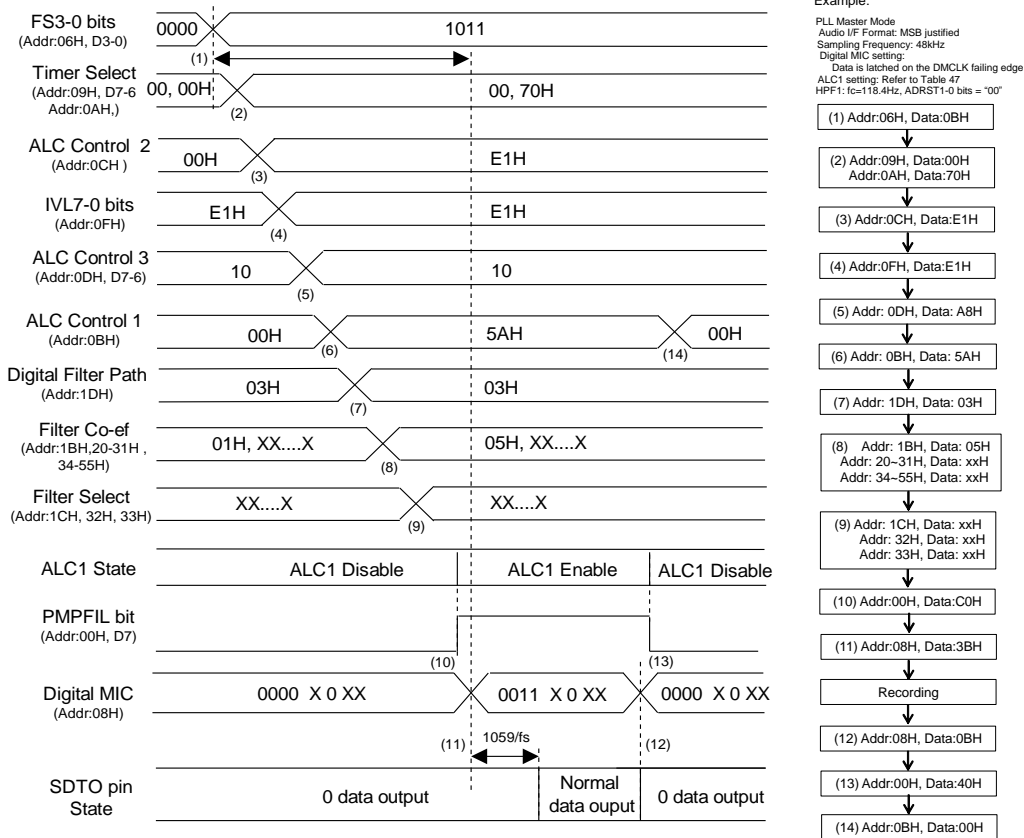 FS3-0 bits
(Addr:06H, D3-0)
0000
1011
(1)
Timer Select
(Addr:09H, D7-6
Addr:0AH,)
00, 00H
00, 70H
(2)
ALC Control 2
(Addr:0CH )
00H
E1H
(3)
IVL7-0 bits
(Addr:0FH)
E1H
E1H
(4)
ALC Control 3
(Addr:0DH, D7-6)
10
10
(5)
ALC Control 1
(Addr:0BH)
00H
5AH
00H
(6)
(14)
Digital Filter Path
(Addr:1DH)
03H
03H
(7)
Filter Co-ef
(Addr:1BH,20-31H ,
34-55H)
01H, XX....X
05H, XX....X
(8)
Filter Select
(Addr:1CH, 32H, 33H)
XX....X
XX....X
(9)
ALC1 State
ALC1 Disable
ALC1 Enable
ALC1 Disable
PMPFIL bit
(Addr:00H, D7)
(10)
(13)
Digital MIC
(Addr:08H)
0000 X 0 XX
0011 X 0 XX
0000 X 0 XX
(11)
1059/fs
(12)
SDTO pin
State
0 data output
Normal
data ouput
0 data output
Example:
PLL Master Mode
Audio I/F Format: MSB justified
Sampling Frequency: 48kHz
Digital MIC setting:
Data is latched on the DMCLK failing edge
ALC1 setting: Refer to Table 47
HPF1: fc=118.4Hz, ADRST1-0 bits = “00”
(1) Addr:06H, Data:0BH
(2) Addr:09H, Data:00H
Addr:0AH, Data:70H
(3) Addr:0CH, Data:E1H
(4) Addr:0FH, Data:E1H
(5) Addr: 0DH, Data: A8H
(6) Addr: 0BH, Data: 5AH
(7) Addr: 1DH, Data: 03H
(8) Addr: 1BH, Data: 05H
Addr: 20~31H, Data: xxH
Addr: 34~55H, Data: xxH
(9) Addr: 1CH, Data: xxH
Addr: 32H, Data: xxH
Addr: 33H, Data: xxH
(10) Addr:00H, Data:C0H
(11) Addr:08H, Data:3BH
Recording
(12) Addr:08H, Data:0BH
(13) Addr:00H, Data:40H
(14) Addr:0BH, Data:00H